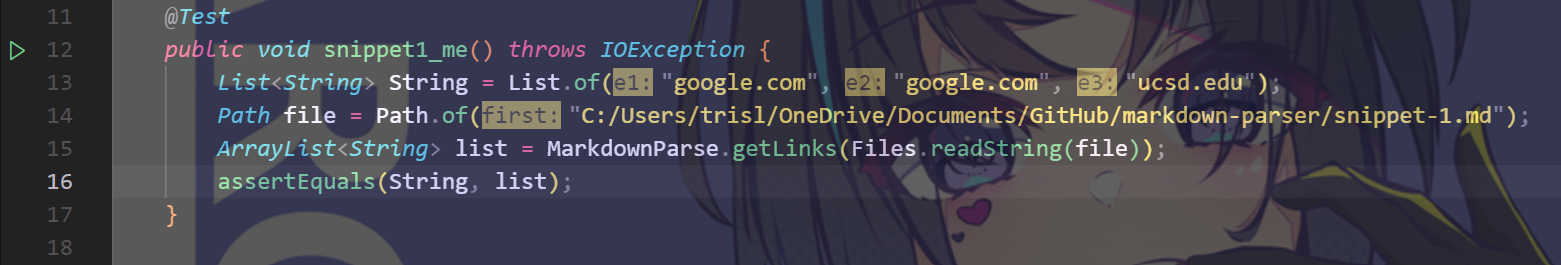 11 @Test
12 public void snippet1_me() throws IOException {
13 List<String> String = List.of(e1: "google.com", e2: "google.com", e3: "ucsd.edu");
14 Path file = Path.of(first: "C:/Users/trisl/OneDrive/Documents/GitHub/markdown-parser/snippet-1.md");
15 ArrayList<String> list = MarkdownParse.getLinks(Files.readString(file));
16 assertEquals(String, list);
17 }
18